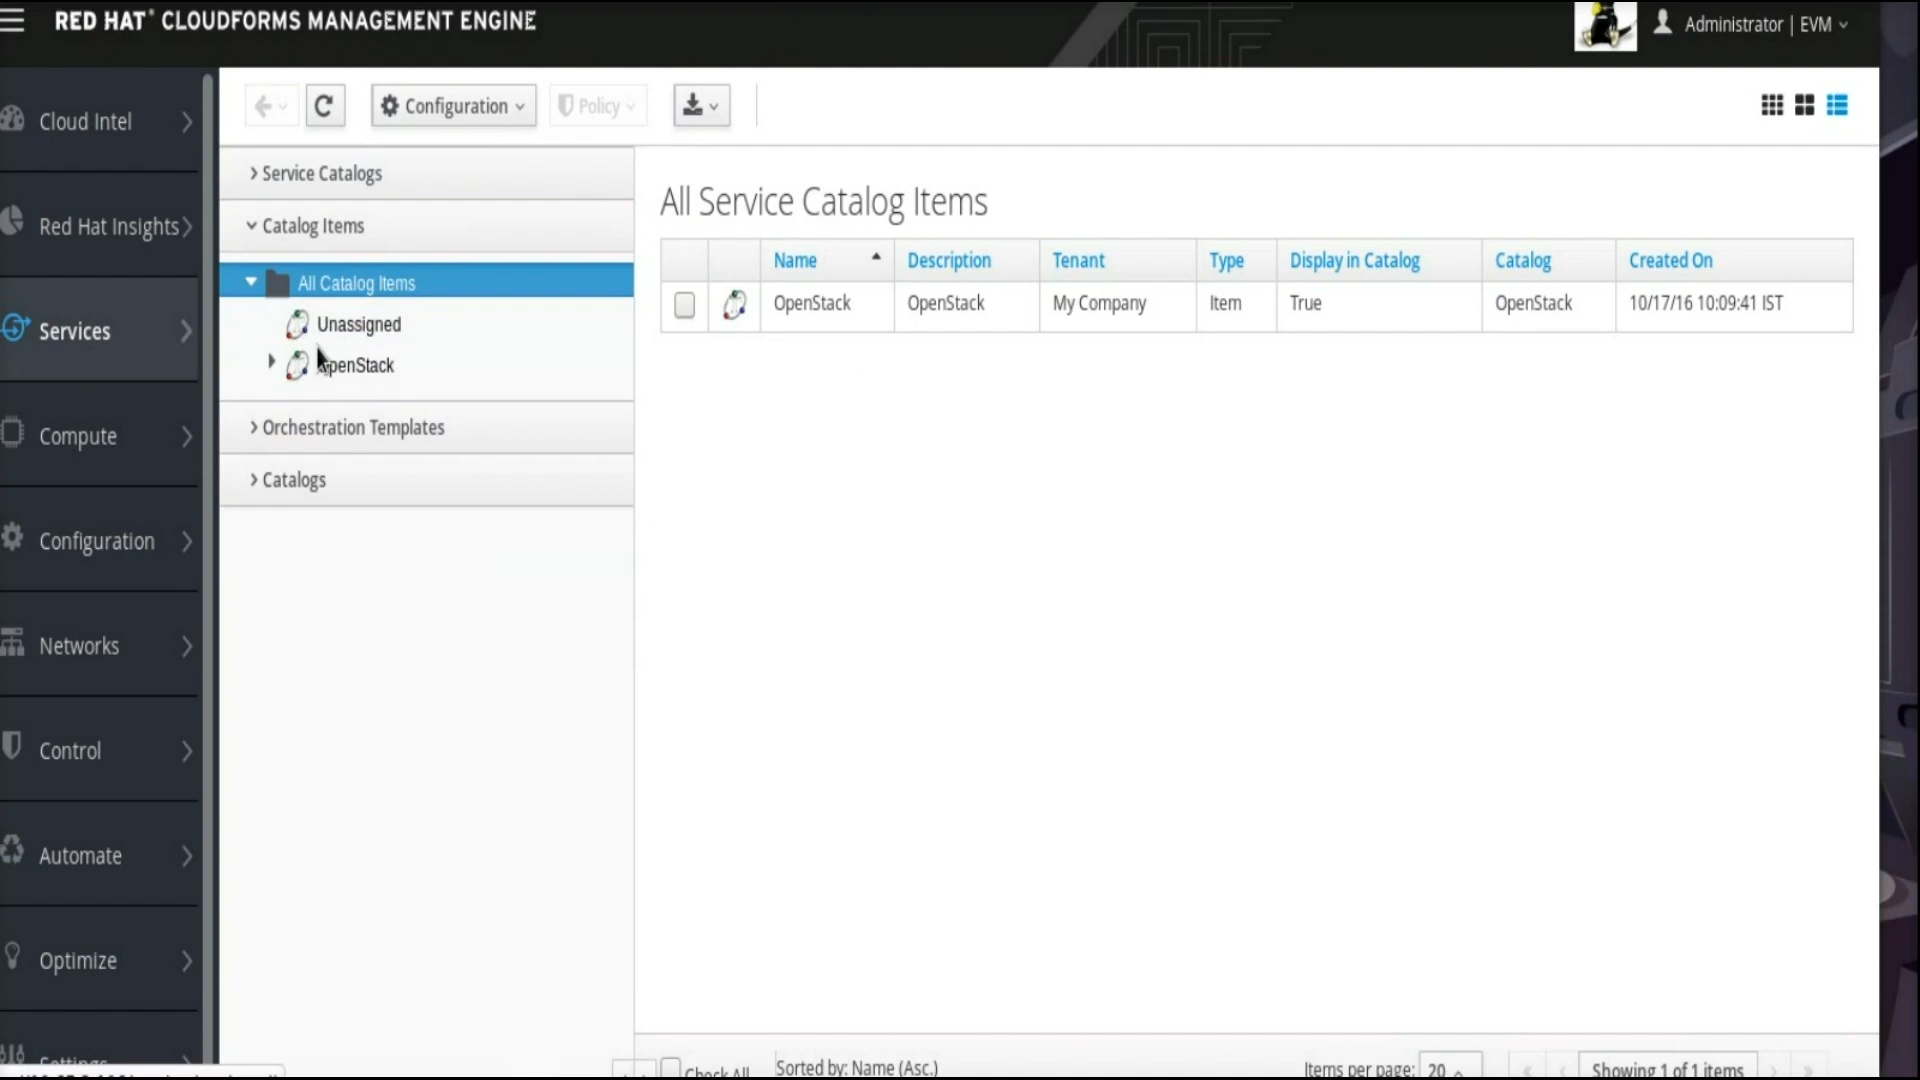 RED HAT® CLOUDFORMS MANAGEMENT ENGINE
Administrator | EVM
Cloud Intel
Red Hat Insights
Services
Compute
Configuration
Networks
Control
Automate
Optimize
Settings
Configuration
Policy
Service Catalogs
Catalog Items
All Catalog Items
Unassigned
OpenStack
Orchestration Templates
Catalogs
All Service Catalog Items
Name Description Tenant Type Display in Catalog Catalog Created On
OpenStack OpenStack My Company Item True OpenStack 10/17/16 10:09:41 IST
Check All Sorted by: Name (Asc.) Items per page: 20 Showing 1 of 1 items